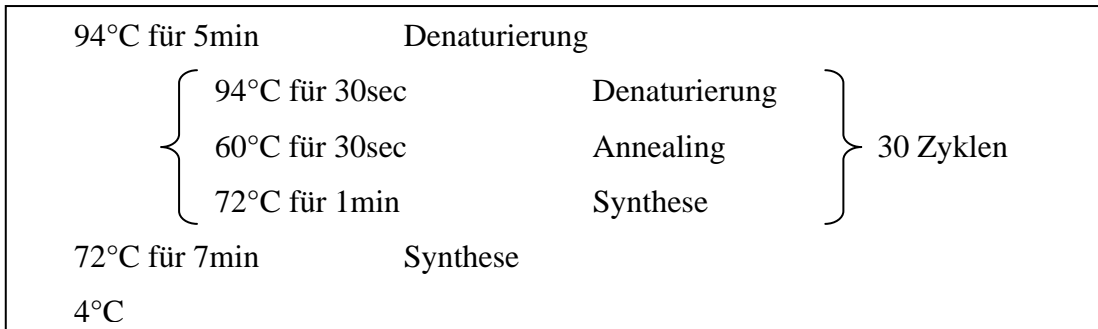 94°C für 5min Denaturierung
94°C für 30sec Denaturierung
60°C für 30sec Annealing 30 Zyklen
72°C für 1min Synthese
72°C für 7min Synthese
4°C